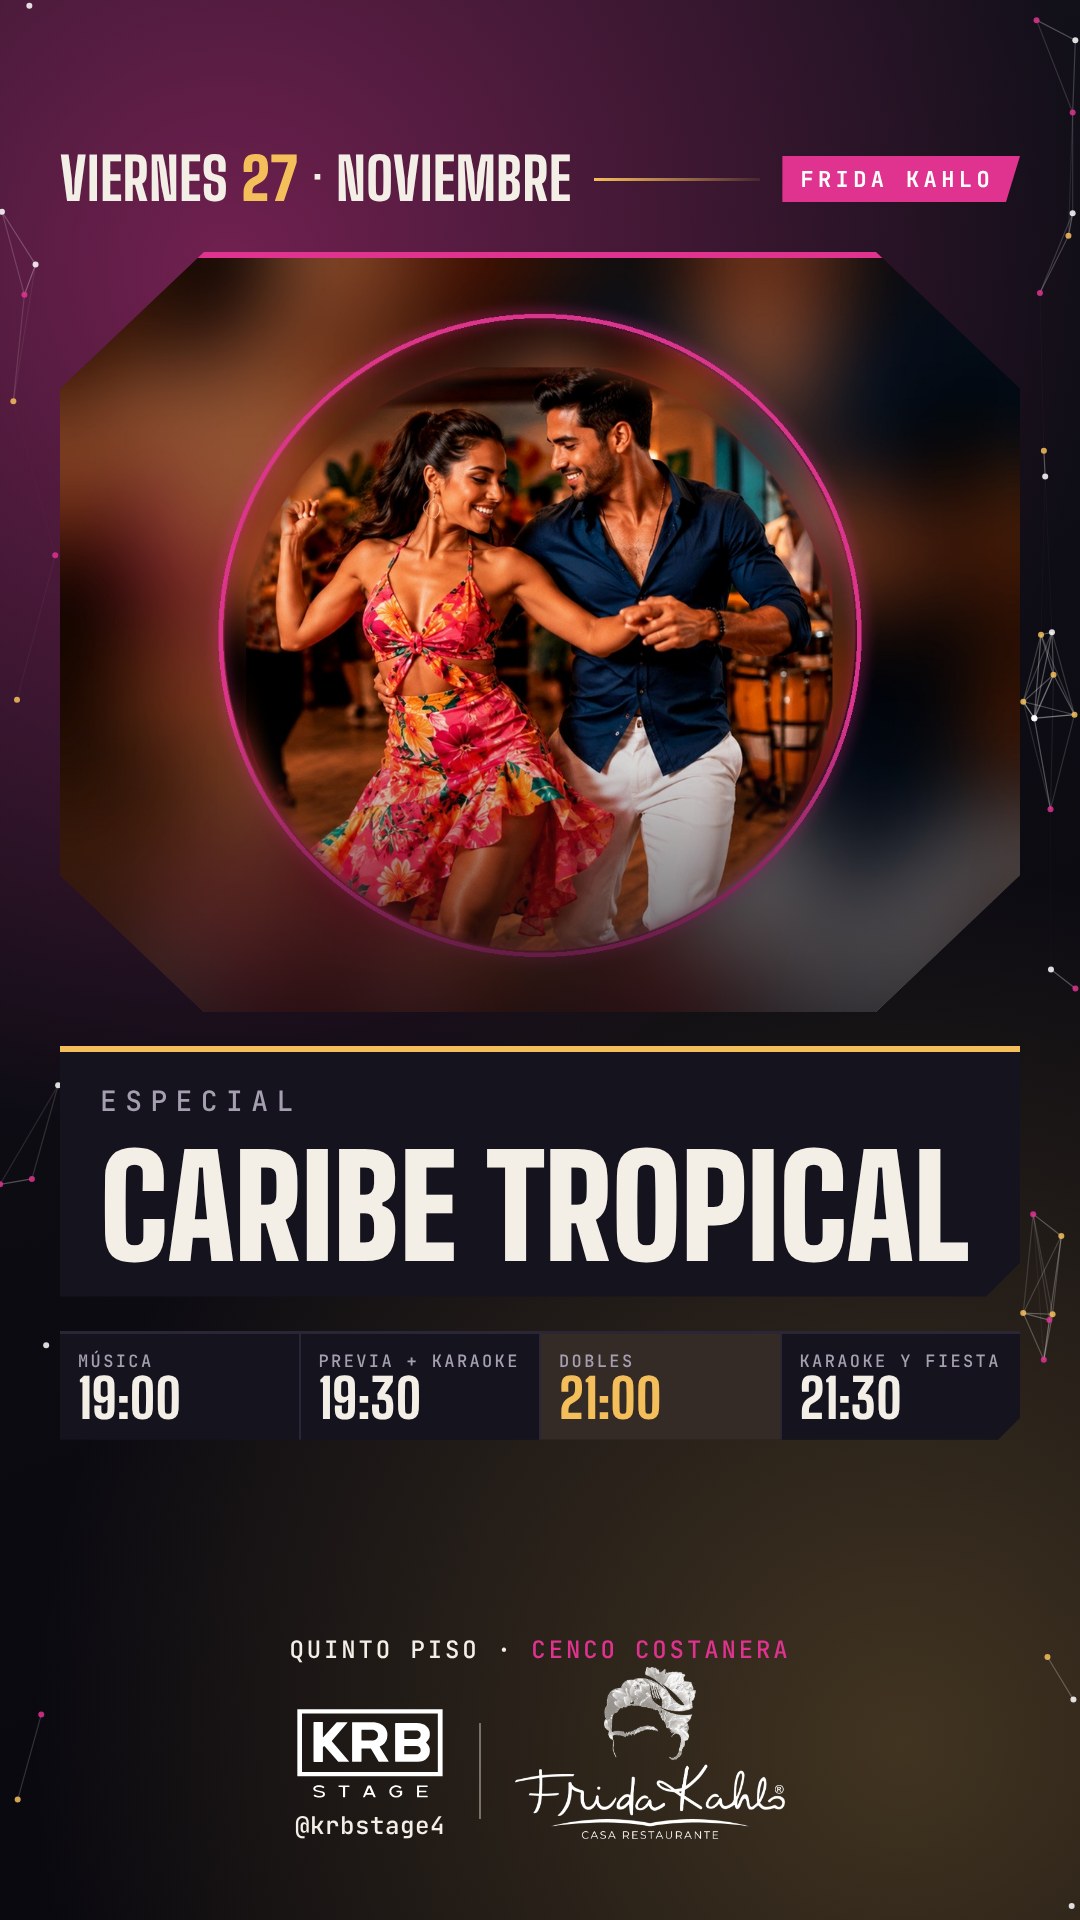 VIERNES 27 · NOVIEMBRE
FRIDA KAHLO
ESPECIAL
CARIBE TROPICAL
MÚSICA
19:00
PREVIA + KARAOKE
19:30
DOBLES
21:00
KARAOKE Y FIESTA
21:30
QUINTO PISO · CENCO COSTANERA
KRB
STAGE
@krbstage4
Frida Kahlo®
CASA RESTAURANTE